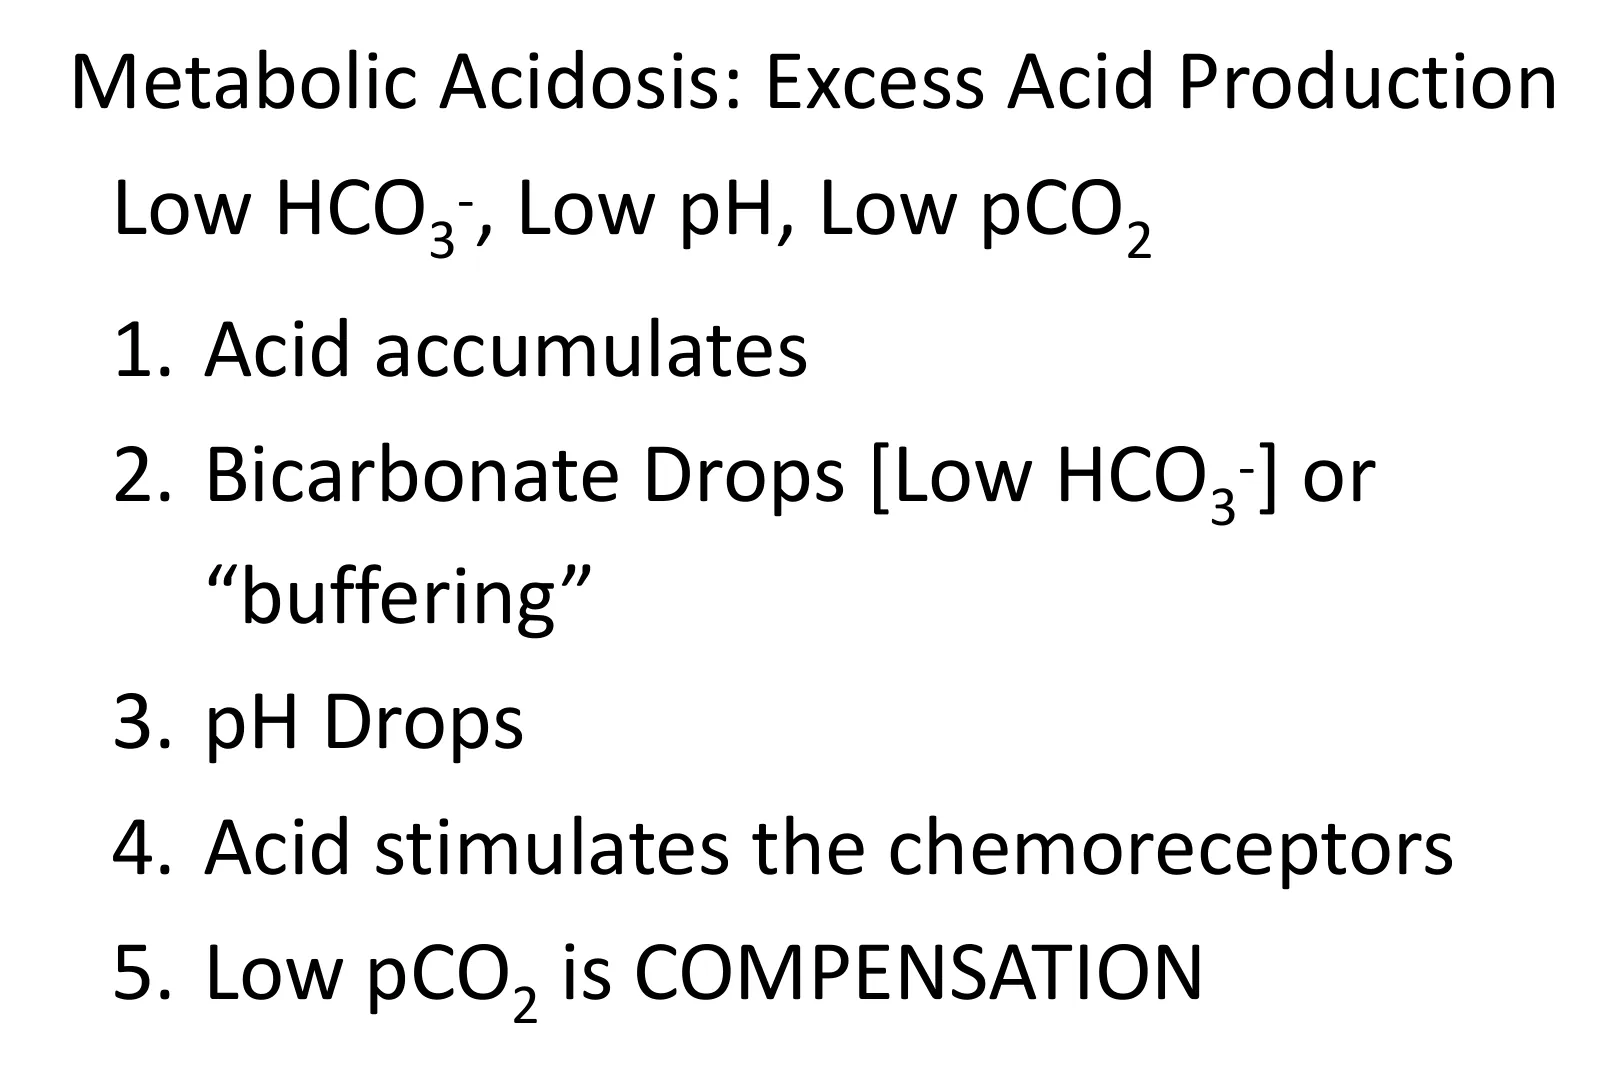 Metabolic Acidosis: Excess Acid Production
Low HCO₃⁻, Low pH, Low pCO₂
1. Acid accumulates
2. Bicarbonate Drops [Low HCO₃⁻] or
“buffering”
3. pH Drops
4. Acid stimulates the chemoreceptors
5. Low pCO₂ is COMPENSATION